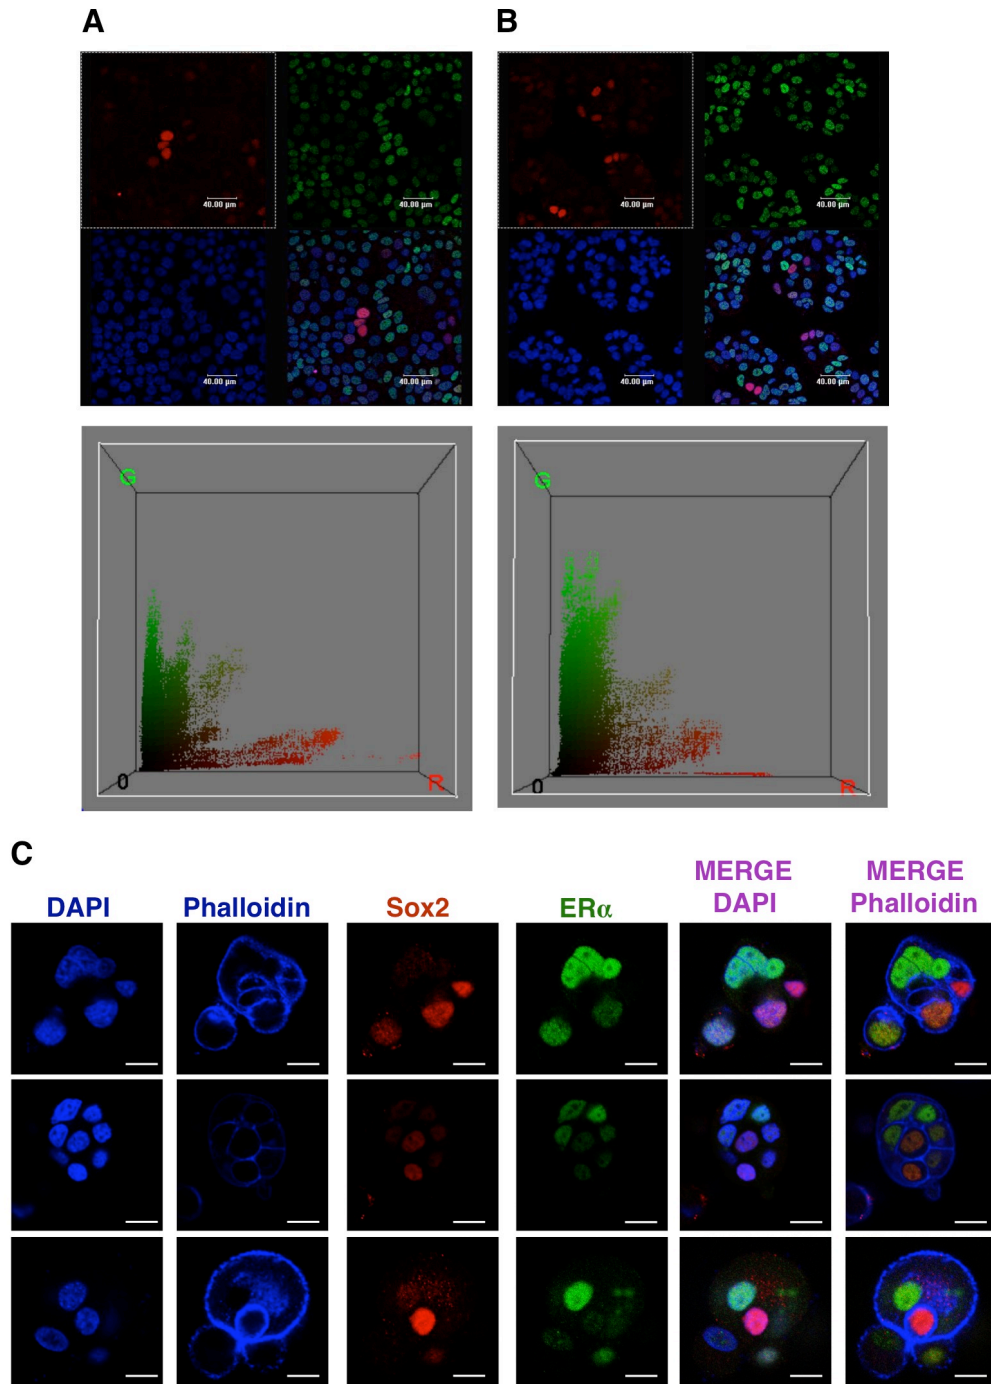 A
B
40.00 µm
40.00 µm
40.00 µm
40.00 µm
40.00 µm
40.00 µm
40.00 µm
40.00 µm
G
0
R
G
0
R
C
DAPI
Phalloidin
Sox2
ERα
MERGE
DAPI
MERGE
Phalloidin